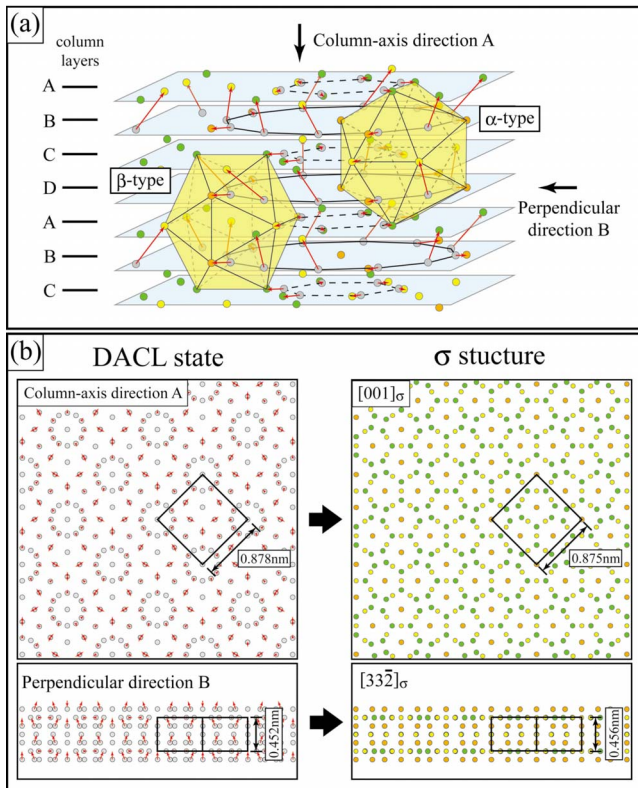 (a)
column
layers
A
B
C
D
A
B
C
Column-axis direction A
α-type
β-type
Perpendicular
direction B
(b)
DACL state
σ stucture
Column-axis direction A
0.878nm
[001]σ
0.875nm
Perpendicular direction B
0.452nm
[332̄]σ
0.456nm